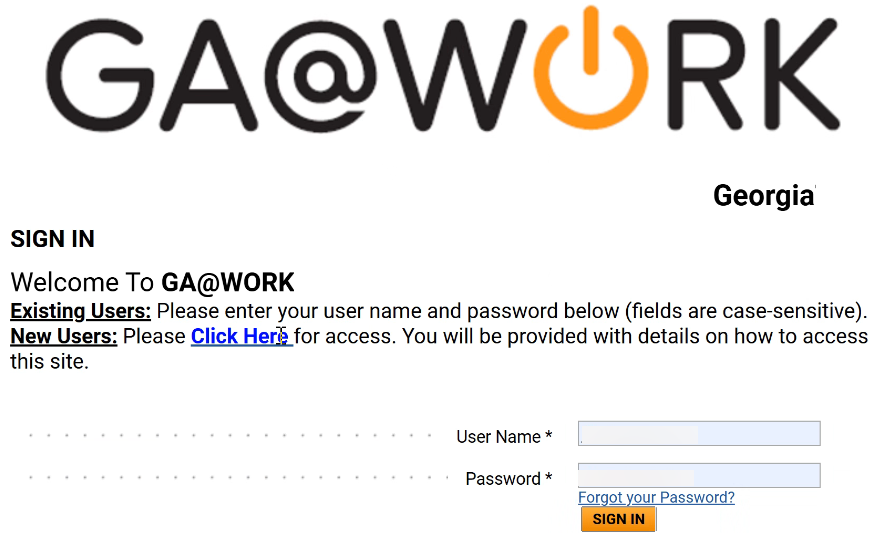 GA@WORK
Georgia
SIGN IN
Welcome To GA@WORK
Existing Users: Please enter your user name and password below (fields are case-sensitive).
New Users: Please Click Here for access. You will be provided with details on how to access
this site.
User Name *
Password *
Forgot your Password?
SIGN IN